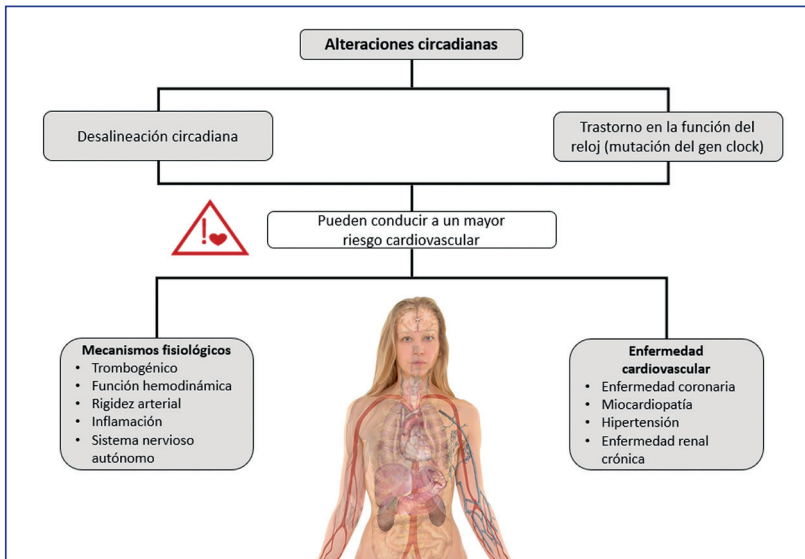 Alteraciones circadianas
Desalineación circadiana
Trastorno en la función del
reloj (mutación del gen clock)
Pueden conducir a un mayor
riesgo cardiovascular
Mecanismos fisiológicos
• Trombogénico
• Función hemodinámica
• Rigidez arterial
• Inflamación
• Sistema nervioso
autónomo
Enfermedad
cardiovascular
• Enfermedad coronaria
• Miocardiopatía
• Hipertensión
• Enfermedad renal
crónica